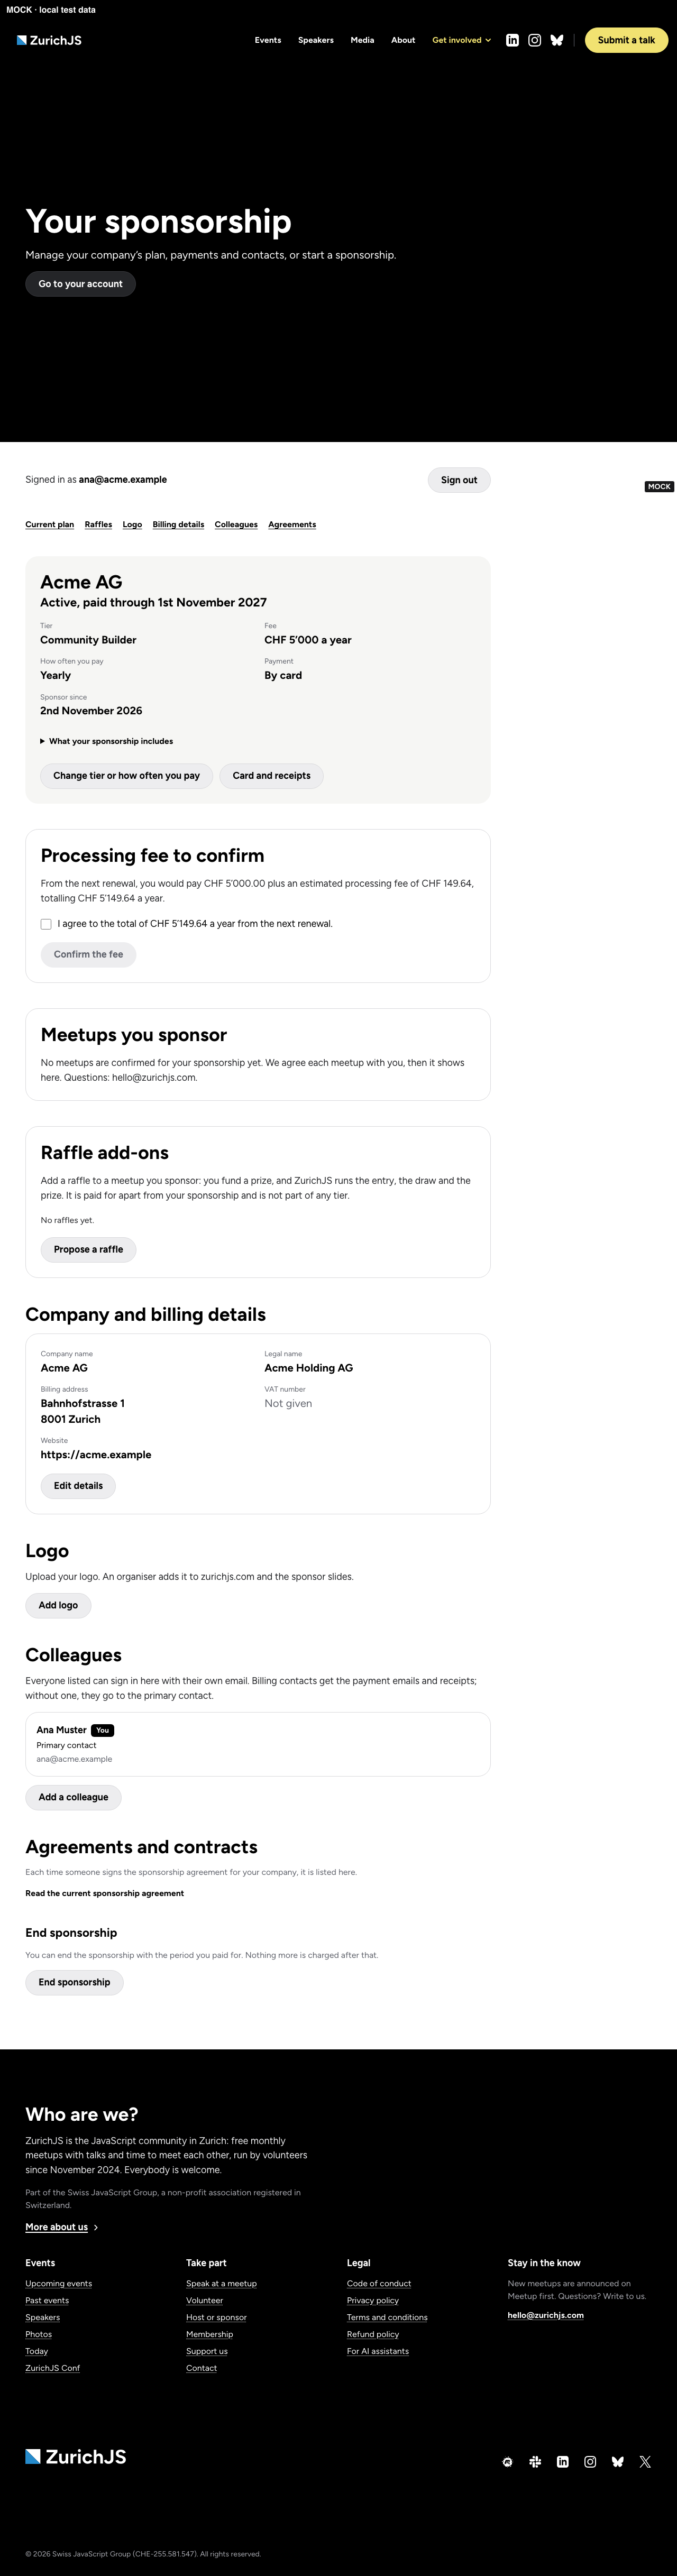 MOCK · local test data
ZurichJS
Events
Speakers
Media
About
Get involved
Submit a talk
Your sponsorship
Manage your company’s plan, payments and contacts, or start a sponsorship.
Go to your account
Signed in as ana@acme.example
Sign out
MOCK
Current plan
Raffles
Logo
Billing details
Colleagues
Agreements
Acme AG
Active, paid through 1st November 2027
Tier
Community Builder
Fee
CHF 5’000 a year
How often you pay
Yearly
Payment
By card
Sponsor since
2nd November 2026
What your sponsorship includes
Change tier or how often you pay
Card and receipts
Processing fee to confirm
From the next renewal, you would pay CHF 5’000.00 plus an estimated processing fee of CHF 149.64,
totalling CHF 5’149.64 a year.
I agree to the total of CHF 5’149.64 a year from the next renewal.
Confirm the fee
Meetups you sponsor
No meetups are confirmed for your sponsorship yet. We agree each meetup with you, then it shows
here. Questions: hello@zurichjs.com.
Raffle add-ons
Add a raffle to a meetup you sponsor: you fund a prize, and ZurichJS runs the entry, the draw and the
prize. It is paid for apart from your sponsorship and is not part of any tier.
No raffles yet.
Propose a raffle
Company and billing details
Company name
Acme AG
Legal name
Acme Holding AG
Billing address
Bahnhofstrasse 1
8001 Zurich
VAT number
Not given
Website
https://acme.example
Edit details
Logo
Upload your logo. An organiser adds it to zurichjs.com and the sponsor slides.
Add logo
Colleagues
Everyone listed can sign in here with their own email. Billing contacts get the payment emails and receipts;
without one, they go to the primary contact.
Ana Muster
You
Primary contact
ana@acme.example
Add a colleague
Agreements and contracts
Each time someone signs the sponsorship agreement for your company, it is listed here.
Read the current sponsorship agreement
End sponsorship
You can end the sponsorship with the period you paid for. Nothing more is charged after that.
End sponsorship
Who are we?
ZurichJS is the JavaScript community in Zurich: free monthly
meetups with talks and time to meet each other, run by volunteers
since November 2024. Everybody is welcome.
Part of the Swiss JavaScript Group, a non-profit association registered in
Switzerland.
More about us
Events
Upcoming events
Past events
Speakers
Photos
Today
ZurichJS Conf
Take part
Speak at a meetup
Volunteer
Host or sponsor
Membership
Support us
Contact
Legal
Code of conduct
Privacy policy
Terms and conditions
Refund policy
For AI assistants
Stay in the know
New meetups are announced on
Meetup first. Questions? Write to us.
hello@zurichjs.com
ZurichJS
© 2026 Swiss JavaScript Group (CHE-255.581.547). All rights reserved.